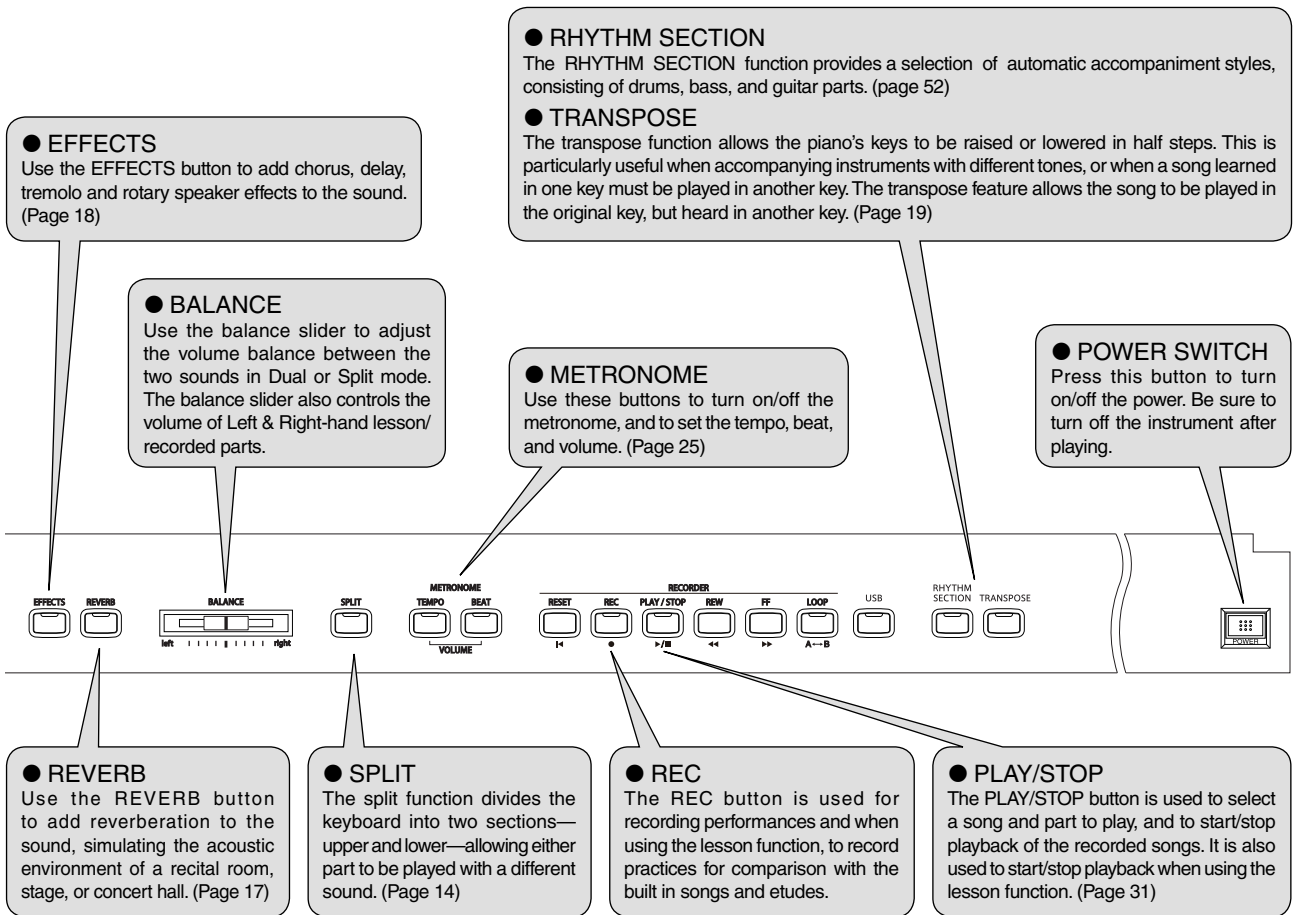 ● RHYTHM SECTION
The RHYTHM SECTION function provides a selection of automatic accompaniment styles,
consisting of drums, bass, and guitar parts. (page 52)
● TRANSPOSE
The transpose function allows the piano's keys to be raised or lowered in half steps. This is
particularly useful when accompanying instruments with different tones, or when a song learned
in one key must be played in another key. The transpose feature allows the song to be played in
the original key, but heard in another key. (Page 19)
● EFFECTS
Use the EFFECTS button to add chorus, delay,
tremolo and rotary speaker effects to the sound.
(Page 18)
● BALANCE
Use the balance slider to adjust
the volume balance between the
two sounds in Dual or Split mode.
The balance slider also controls the
volume of Left & Right-hand lesson/
recorded parts.
● METRONOME
Use these buttons to turn on/off the
metronome, and to set the tempo, beat,
and volume. (Page 25)
● POWER SWITCH
Press this button to turn
on/off the power. Be sure to
turn off the instrument after
playing.
METRONOME
RECORDER
EFFECTS REVERB BALANCE SPLIT TEMPO BEAT RESET REC PLAY / STOP REW FF LOOP USB RHYTHM SECTION TRANSPOSE
left right VOLUME A↔B
POWER
● REVERB
Use the REVERB button
to add reverberation to the
sound, simulating the acoustic
environment of a recital room,
stage, or concert hall. (Page 17)
● SPLIT
The split function divides the
keyboard into two sections—
upper and lower—allowing either
part to be played with a different
sound. (Page 14)
● REC
The REC button is used for
recording performances and when
using the lesson function, to record
practices for comparison with the
built in songs and etudes.
● PLAY/STOP
The PLAY/STOP button is used to select
a song and part to play, and to start/stop
playback of the recorded songs. It is also
used to start/stop playback when using the
lesson function. (Page 31)